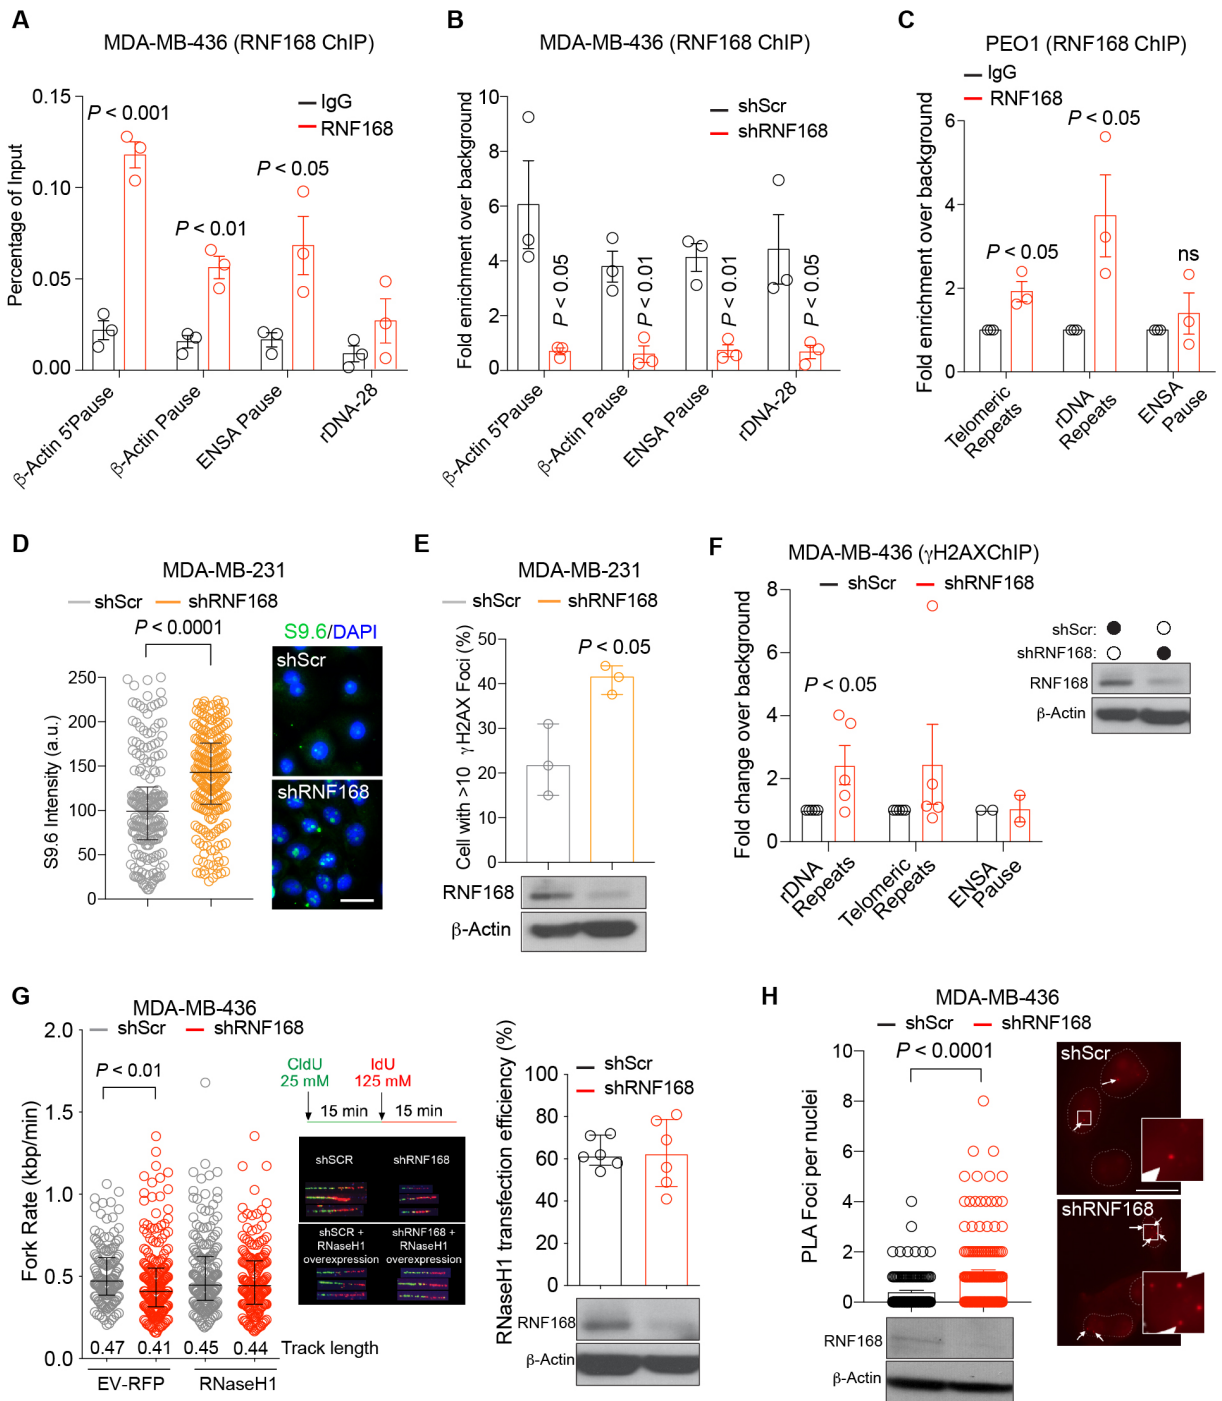 A
MDA-MB-436 (RNF168 ChIP)
IgG
RNF168
Percentage of Input
0.15
0.10
0.05
0.00
P < 0.001
P < 0.01
P < 0.05
β-Actin 5'Pause
β-Actin Pause
ENSA Pause
rDNA-28
B
MDA-MB-436 (RNF168 ChIP)
shScr
shRNF168
Fold enrichment over background
10
8
6
4
2
0
P < 0.05
P < 0.01
P < 0.01
P < 0.05
β-Actin 5'Pause
β-Actin Pause
ENSA Pause
rDNA-28
C
PEO1 (RNF168 ChIP)
IgG
RNF168
Fold enrichment over background
6
4
2
0
P < 0.05
P < 0.05
ns
Telomeric
Repeats
rDNA
Repeats
ENSA
Pause
D
MDA-MB-231
shScr
shRNF168
P < 0.0001
S9.6 Intensity (a.u.)
250
200
150
100
50
0
S9.6/DAPI
shScr
shRNF168
E
MDA-MB-231
shScr
shRNF168
Cell with >10 γH2AX Foci (%)
50
40
30
20
10
0
P < 0.05
RNF168
β-Actin
F
MDA-MB-436 (γH2AXChIP)
shScr
shRNF168
Fold change over background
8
6
4
2
0
P < 0.05
rDNA
Repeats
Telomeric
Repeats
ENSA
Pause
shScr:
shRNF168:
RNF168
β-Actin
G
MDA-MB-436
shScr
shRNF168
Fork Rate (kbp/min)
2.0
1.5
1.0
0.5
0.0
P < 0.01
0.47 0.41 0.45 0.44 Track length
EV-RFP
RNaseH1
CldU
25 mM
IdU
125 mM
15 min
15 min
shSCR
shRNF168
shSCR +
RNaseH1
overexpression
shRNF168 +
RNaseH1
overexpression
RNaseH1 transfection efficiency (%)
100
80
60
40
20
0
shScr
shRNF168
RNF168
β-Actin
H
MDA-MB-436
shScr
shRNF168
P < 0.0001
PLA Foci per nuclei
10
8
6
4
2
0
RNF168
β-Actin
shScr
shRNF168